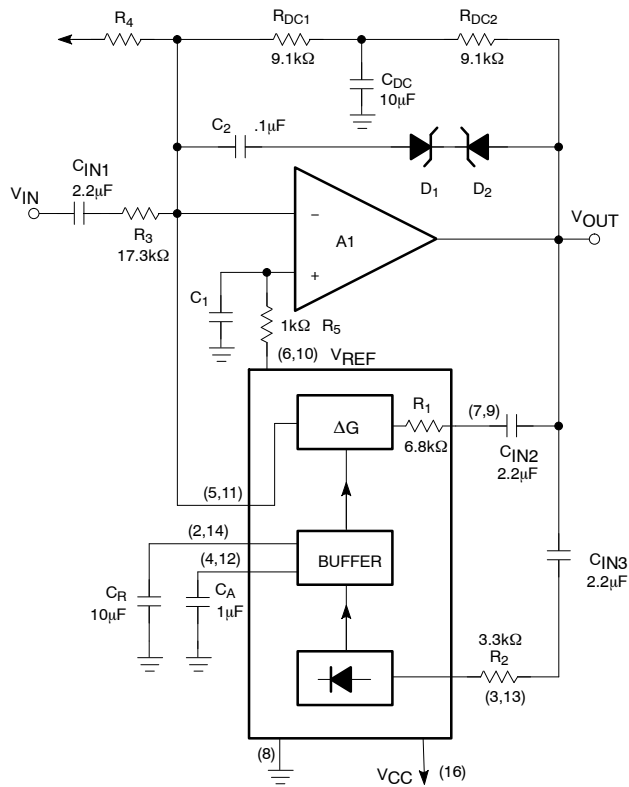 R4
RDC1
RDC2
9.1kΩ
9.1kΩ
CDC
10µF
C2
.1µF
CIN1
2.2µF
D1
D2
VIN
VOUT
R3
17.3kΩ
−
A1
+
C1
1kΩ R5
(6,10)
VREF
ΔG
R1
6.8kΩ
(7,9)
CIN2
2.2µF
(5,11)
(2,14)
(4,12)
BUFFER
CR
10µF
CA
1µF
CIN3
2.2µF
3.3kΩ
R2
(3,13)
(8)
VCC
(16)